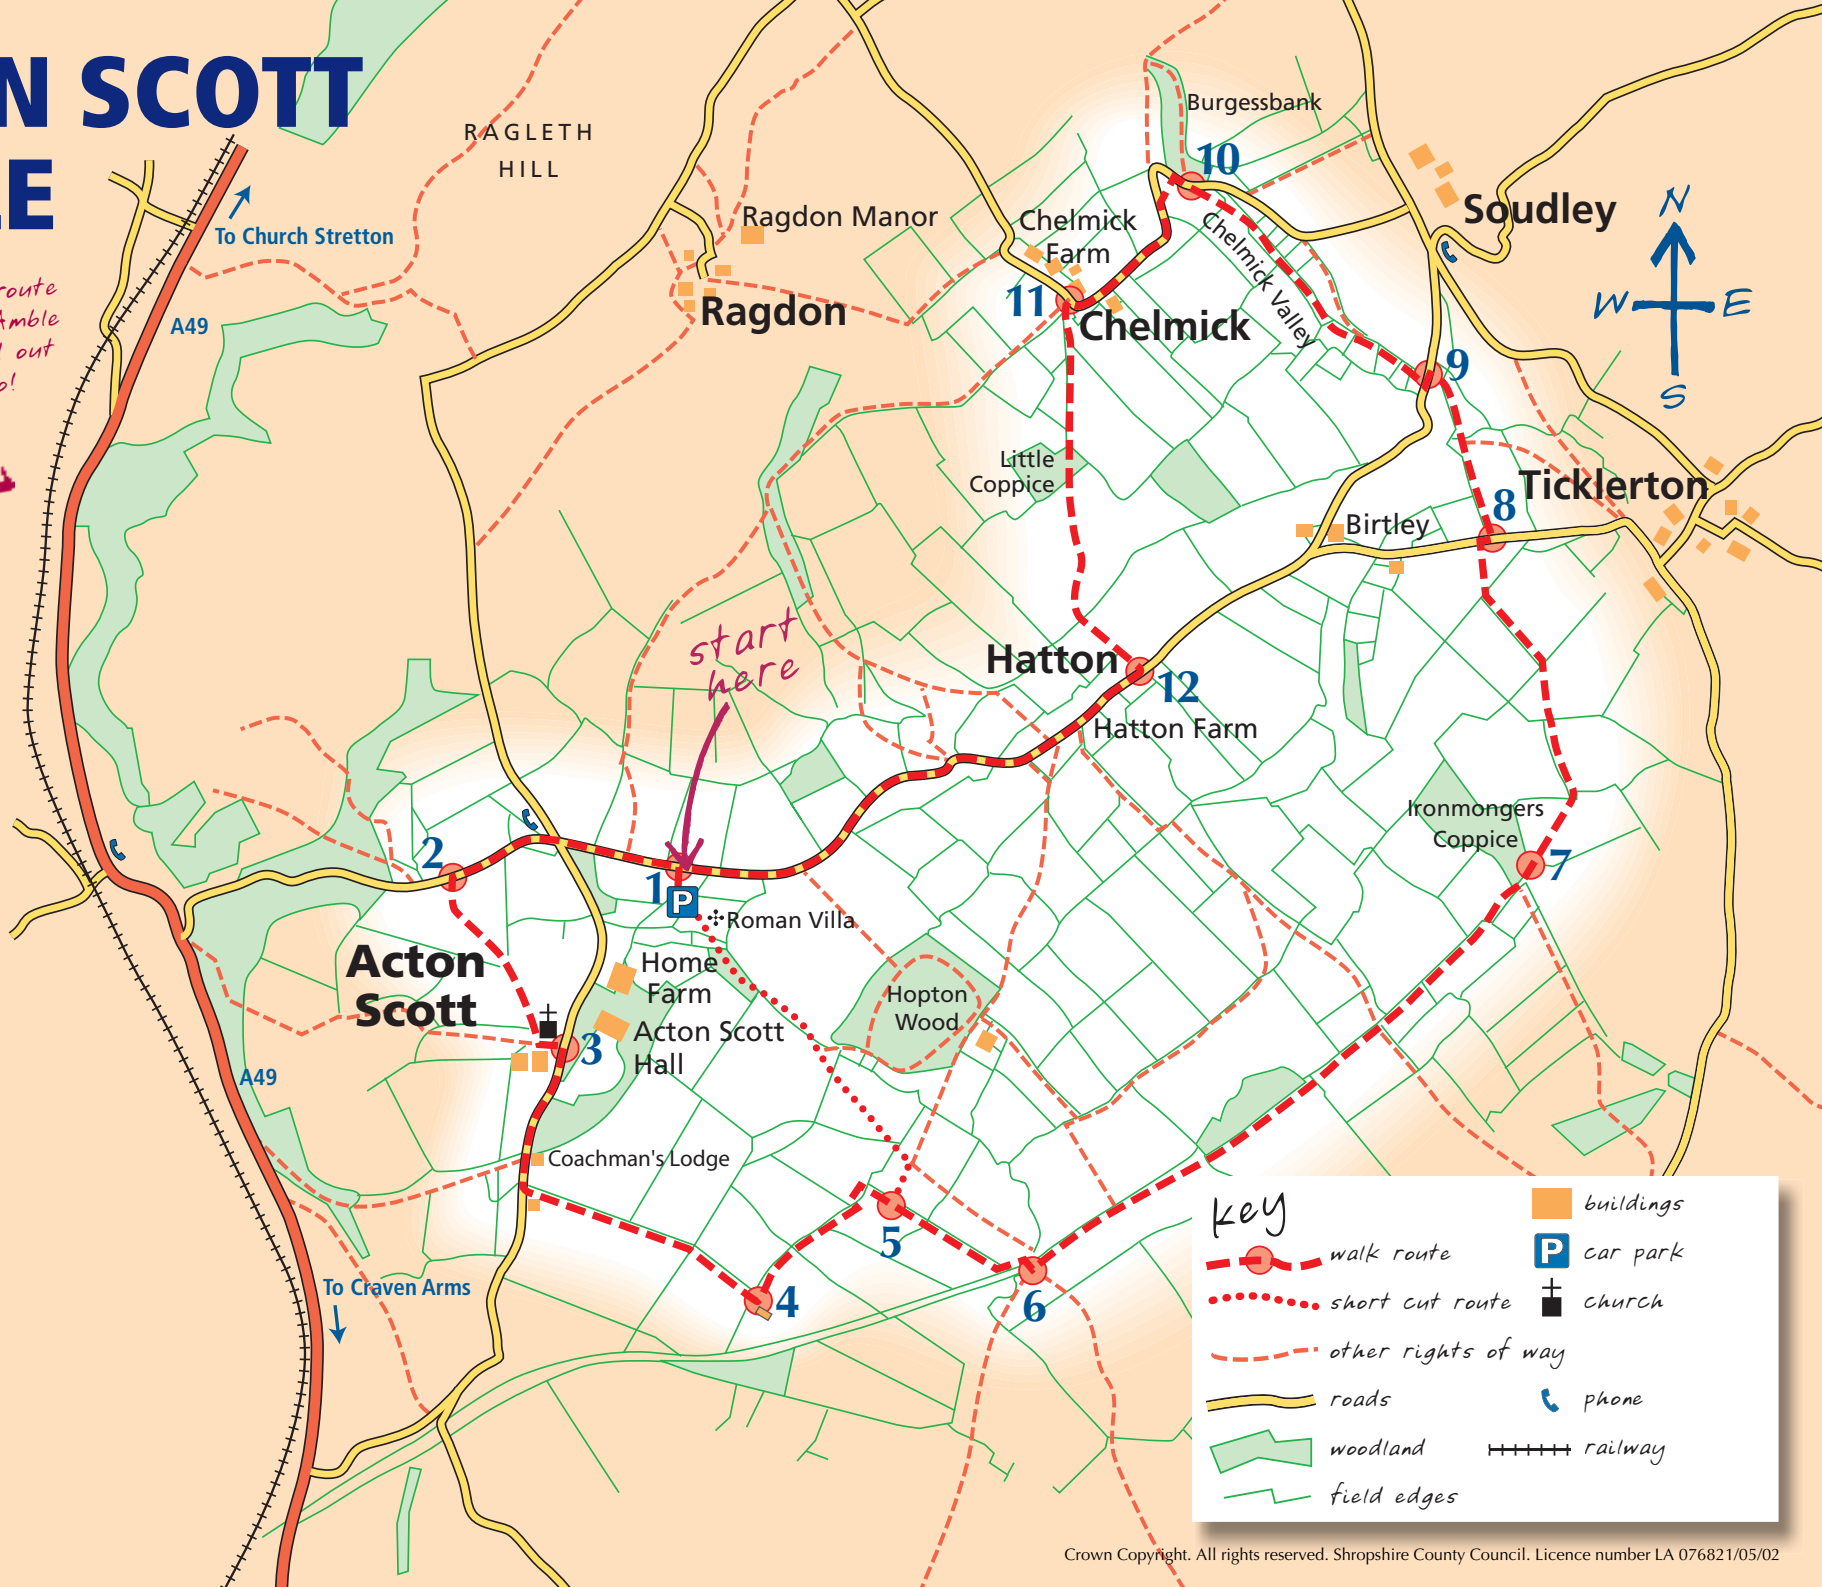 N SCOTT
LE
route
Amble
out
o!
RAGLETH
HILL
To Church Stretton
A49
Ragdon Manor
Ragdon
Burgessbank
10
Chelmick
Farm
Chelmick Valley
11
Chelmick
Soudley
N
W E
S
9
Little
Coppice
Ticklerton
8
Birtley
start
here
Hatton
12
Hatton Farm
Ironmongers
Coppice
7
2
1
P
Roman Villa
Acton
Scott
Home
Farm
Hopton
Wood
Acton Scott
Hall
3
A49
Coachman's Lodge
5
4
6
To Craven Arms
key
walk route
short cut route
other rights of way
roads
woodland
field edges
buildings
P
car park
church
phone
railway
Crown Copyright. All rights reserved. Shropshire County Council. Licence number LA 076821/05/02